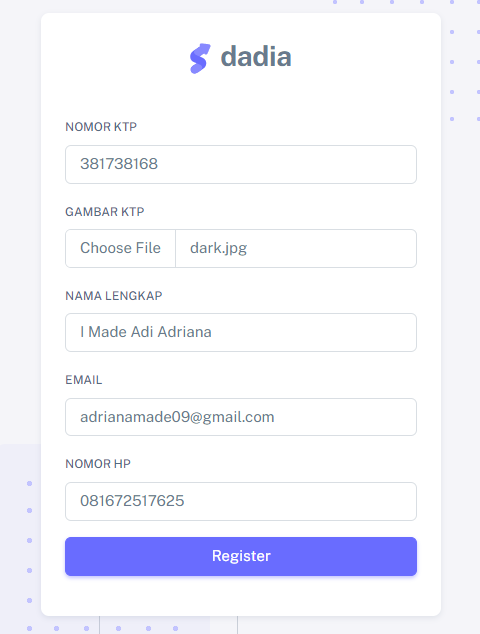 dadia
NOMOR KTP
381738168
GAMBAR KTP
Choose File dark.jpg
NAMA LENGKAP
I Made Adi Adriana
EMAIL
adrianamade09@gmail.com
NOMOR HP
081672517625
Register